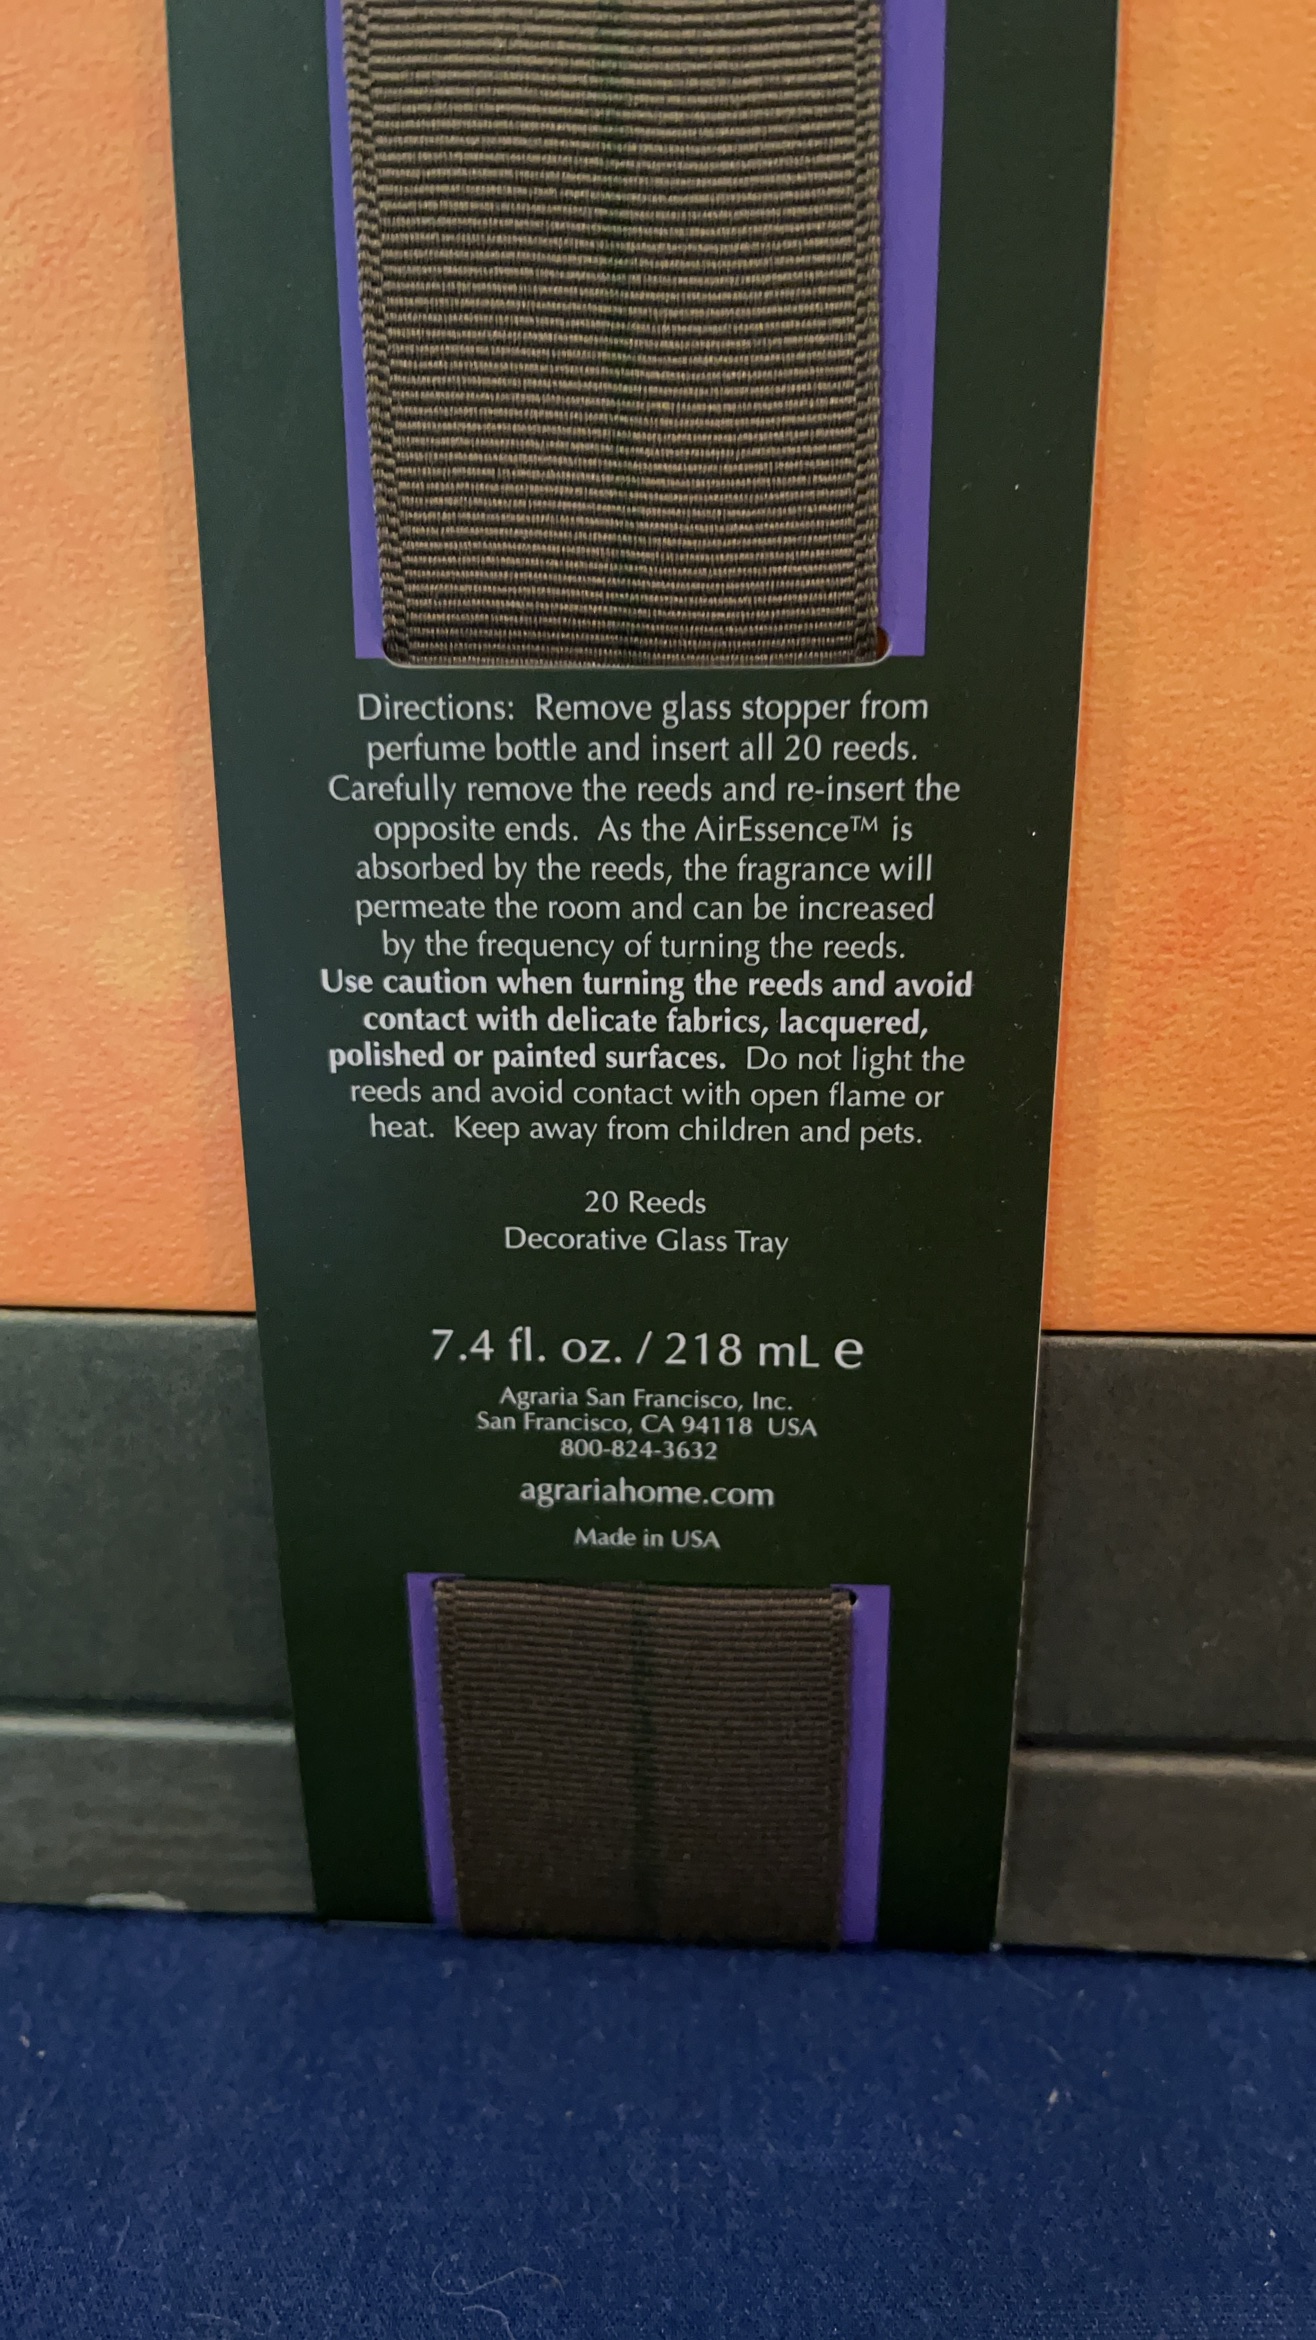 Directions:  Remove glass stopper from
perfume bottle and insert all 20 reeds.
Carefully remove the reeds and re-insert the
opposite ends.  As the AirEssence™ is
absorbed by the reeds, the fragrance will
permeate the room and can be increased
by the frequency of turning the reeds.
Use caution when turning the reeds and avoid
contact with delicate fabrics, lacquered,
polished or painted surfaces.  Do not light the
reeds and avoid contact with open flame or
heat.  Keep away from children and pets.
20 Reeds
Decorative Glass Tray
7.4 fl. oz. / 218 mL e
Agraria San Francisco, Inc.
San Francisco, CA 94118  USA
800-824-3632
agrariahome.com
Made in USA